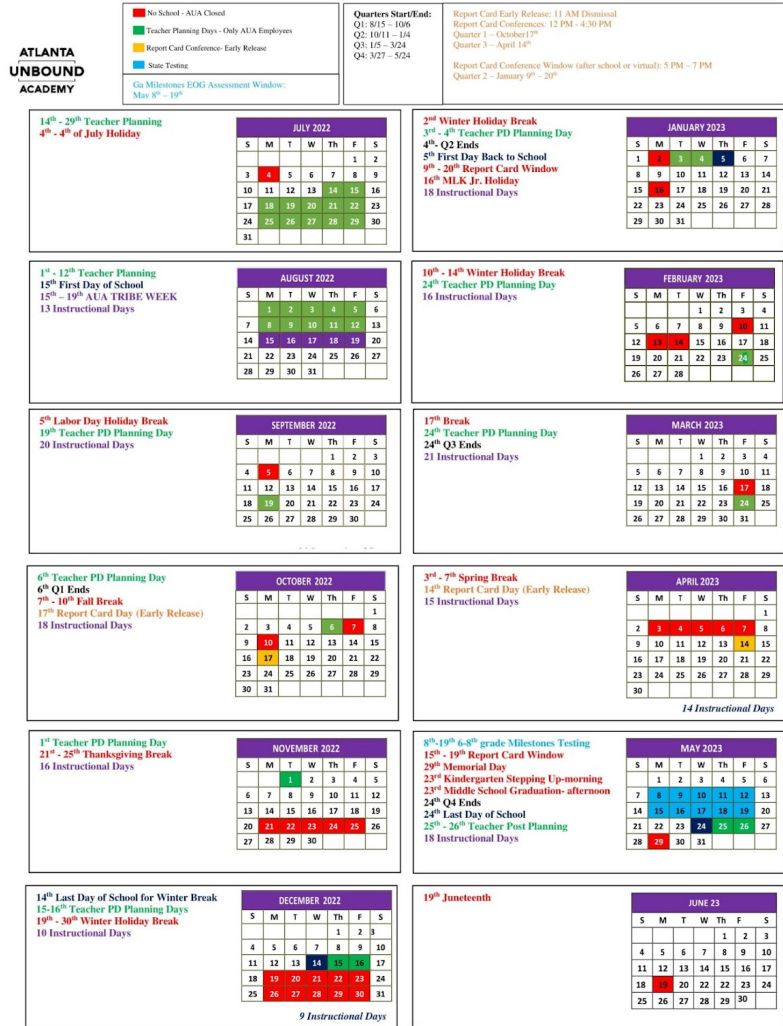 ATLANTA
UNBOUND
ACADEMY
No School - AUA Closed
Teacher Planning Days - Only AUA Employees
Report Card Conference- Early Release
State Testing
Ga Milestones EOG Assessment Window:
May 8th – 19th
Quarters Start/End:
Q1: 8/15 – 10/6
Q2: 10/11 – 1/4
Q3: 1/5 – 3/24
Q4: 3/27 – 5/24
Report Card Early Release: 11 AM Dismissal
Report Card Conferences: 12 PM - 4:30 PM
Quarter 1 – October17th
Quarter 3 – April 14th
Report Card Conference Window (after school or virtual): 5 PM – 7 PM
Quarter 2 – January 9th – 20th
14th - 29th Teacher Planning
4th - 4th of July Holiday
JULY 2022
S M T W Th F S
1 2
3 4 5 6 7 8 9
10 11 12 13 14 15 16
17 18 19 20 21 22 23
24 25 26 27 28 29 30
31
2nd Winter Holiday Break
3rd - 4th Teacher PD Planning Day
4th- Q2 Ends
5th First Day Back to School
9th - 20th Report Card Window
16th MLK Jr. Holiday
18 Instructional Days
JANUARY 2023
S M T W Th F S
1 2 3 4 5 6 7
8 9 10 11 12 13 14
15 16 17 18 19 20 21
22 23 24 25 26 27 28
29 30 31
1st - 12th Teacher Planning
15th First Day of School
15th – 19th AUA TRIBE WEEK
13 Instructional Days
AUGUST 2022
S M T W Th F S
1 2 3 4 5 6
7 8 9 10 11 12 13
14 15 16 17 18 19 20
21 22 23 24 25 26 27
28 29 30 31
10th - 14th Winter Holiday Break
24th Teacher PD Planning Day
16 Instructional Days
FEBRUARY 2023
S M T W Th F S
1 2 3 4
5 6 7 8 9 10 11
12 13 14 15 16 17 18
19 20 21 22 23 24 25
26 27 28
5th Labor Day Holiday Break
19th Teacher PD Planning Day
20 Instructional Days
SEPTEMBER 2022
S M T W Th F S
1 2 3
4 5 6 7 8 9 10
11 12 13 14 15 16 17
18 19 20 21 22 23 24
25 26 27 28 29 30
17th Break
24th Teacher PD Planning Day
24th Q3 Ends
21 Instructional Days
MARCH 2023
S M T W Th F S
1 2 3 4
5 6 7 8 9 10 11
12 13 14 15 16 17 18
19 20 21 22 23 24 25
26 27 28 29 30 31
6th Teacher PD Planning Day
6th Q1 Ends
7th - 10th Fall Break
17th Report Card Day (Early Release)
18 Instructional Days
OCTOBER 2022
S M T W Th F S
1
2 3 4 5 6 7 8
9 10 11 12 13 14 15
16 17 18 19 20 21 22
23 24 25 26 27 28 29
30 31
3rd - 7th Spring Break
14th Report Card Day (Early Release)
15 Instructional Days
APRIL 2023
S M T W Th F S
1
2 3 4 5 6 7 8
9 10 11 12 13 14 15
16 17 18 19 20 21 22
23 24 25 26 27 28 29
30
14 Instructional Days
1st Teacher PD Planning Day
21st - 25th Thanksgiving Break
16 Instructional Days
NOVEMBER 2022
S M T W Th F S
1 2 3 4 5
6 7 8 9 10 11 12
13 14 15 16 17 18 19
20 21 22 23 24 25 26
27 28 29 30
8th-19th 6-8th grade Milestones Testing
15th - 19th Report Card Window
29th Memorial Day
23rd Kindergarten Stepping Up-morning
23rd Middle School Graduation- afternoon
24th Q4 Ends
24th Last Day of School
25th - 26th Teacher Post Planning
18 Instructional Days
MAY 2023
S M T W Th F S
1 2 3 4 5 6
7 8 9 10 11 12 13
14 15 16 17 18 19 20
21 22 23 24 25 26 27
28 29 30 31
14th Last Day of School for Winter Break
15-16th Teacher PD Planning Days
19th - 30th Winter Holiday Break
10 Instructional Days
DECEMBER 2022
S M T W Th F S
1 2 3
4 5 6 7 8 9 10
11 12 13 14 15 16 17
18 19 20 21 22 23 24
25 26 27 28 29 30 31
9 Instructional Days
19th Juneteenth
JUNE 23
S M T W Th F S
1 2 3
4 5 6 7 8 9 10
11 12 13 14 15 16 17
18 19 20 21 22 23 24
25 26 27 28 29 30